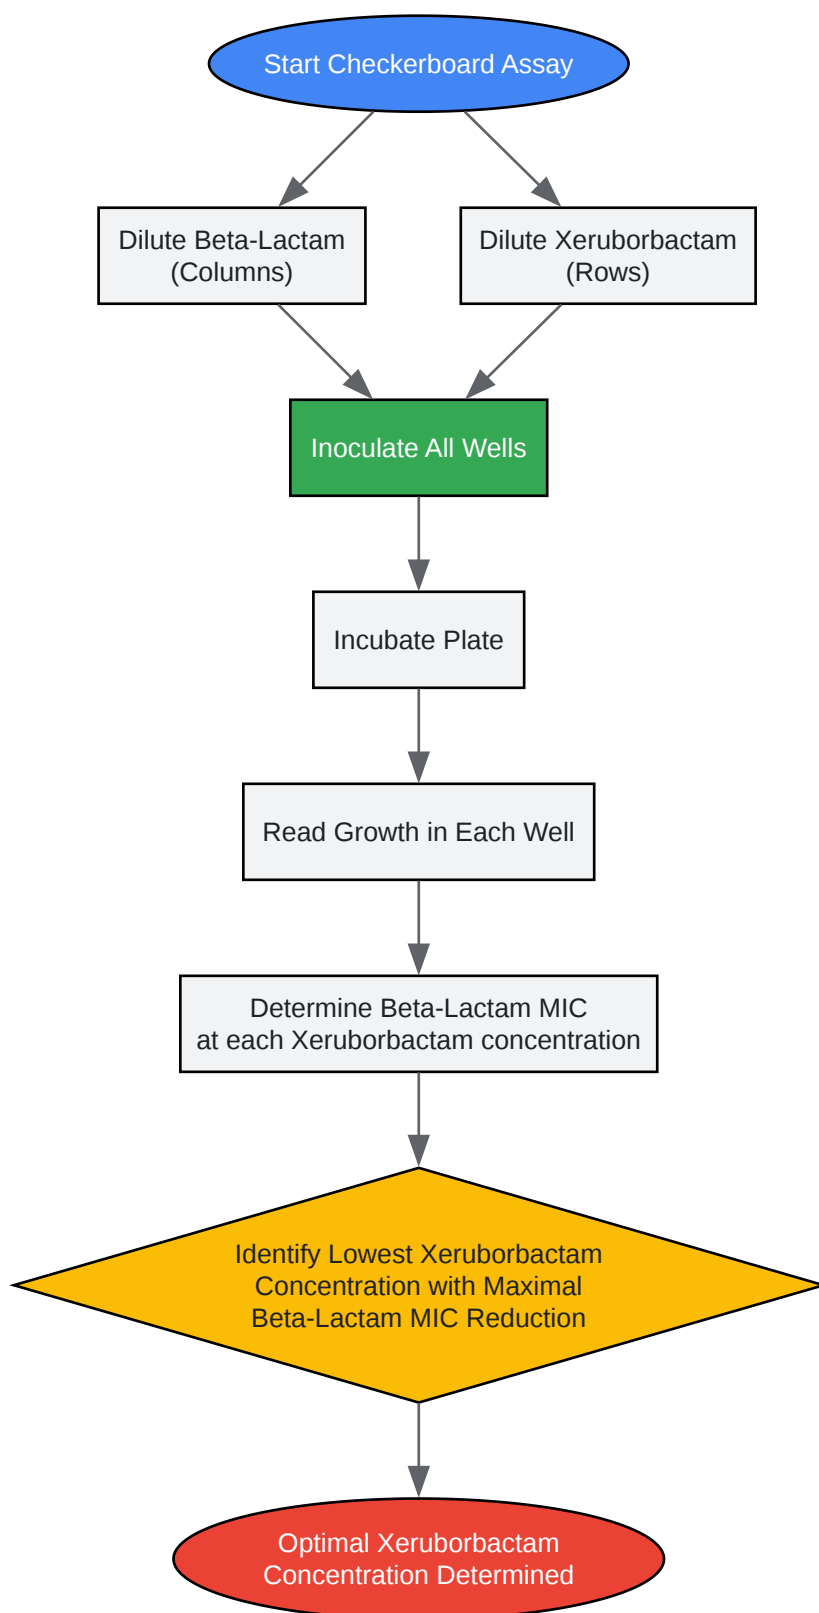 Start Checkerboard Assay
Dilute Beta-Lactam
(Columns)
Dilute Xeruborbactam
(Rows)
Inoculate All Wells
Incubate Plate
Read Growth in Each Well
Determine Beta-Lactam MIC
at each Xeruborbactam concentration
Identify Lowest Xeruborbactam
Concentration with Maximal
Beta-Lactam MIC Reduction
Optimal Xeruborbactam
Concentration Determined